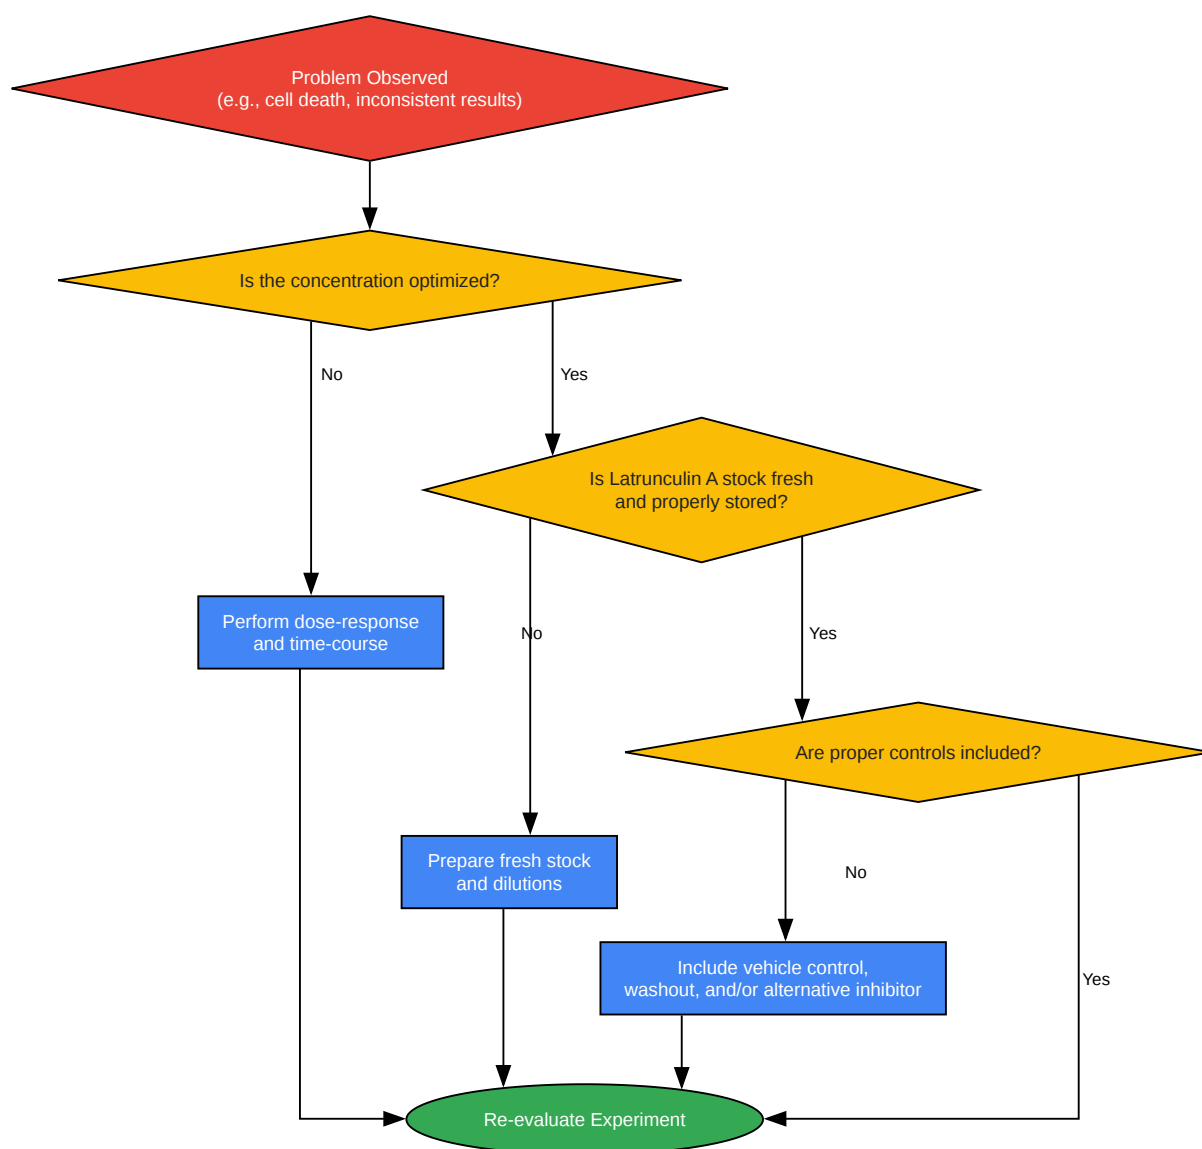 Problem Observed
(e.g., cell death, inconsistent results)
Is the concentration optimized?
No
Yes
Is Latrunculin A stock fresh
and properly stored?
Perform dose-response
and time-course
No
Yes
Are proper controls included?
Prepare fresh stock
and dilutions
No
Include vehicle control,
washout, and/or alternative inhibitor
Yes
Re-evaluate Experiment